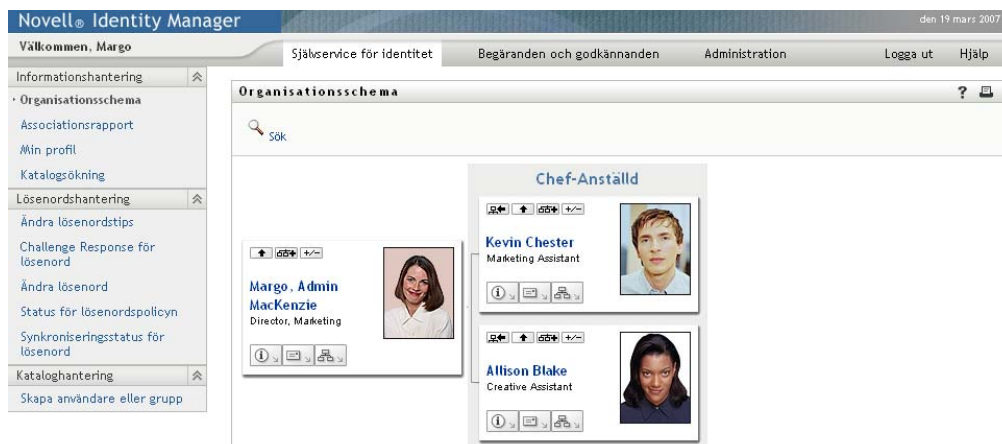 Novell® Identity Manager
den 19 mars 2007
Välkommen, Margo
Självservice för identitet
Begäranden och godkännanden
Administration
Logga ut
Hjälp
Informationshantering
Organisationsschema
Associationsrapport
Min profil
Katalogsökning
Lösenordshantering
Ändra lösenordstips
Challenge Response för
lösenord
Ändra lösenord
Status för lösenordspolicyn
Synkroniseringsstatus för
lösenord
Kataloghantering
Skapa användare eller grupp
Organisationsschema
?
Sök
Margo, Admin
MacKenzie
Director, Marketing
Chef-Anställd
Kevin Chester
Marketing Assistant
Allison Blake
Creative Assistant